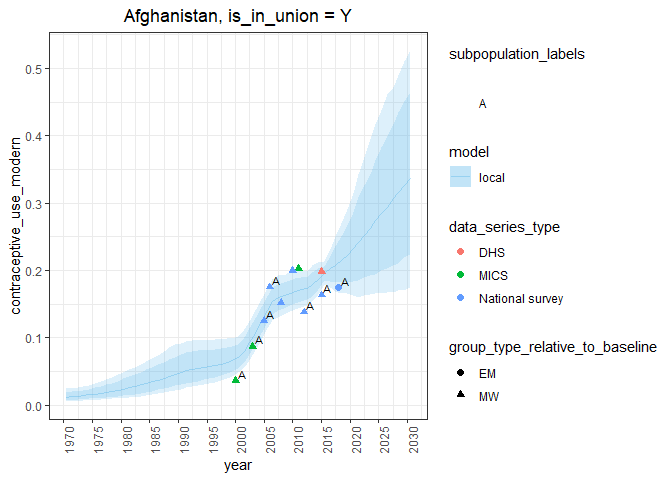 Afghanistan, is_in_union = Y
contraceptive_use_modern
0.5
0.4
0.3
0.2
0.1
0.0
A
A
A
A
A
A
A
1970
1975
1980
1985
1990
1995
2000
2005
2010
2015
2020
2025
2030
year
subpopulation_labels
A
model
local
data_series_type
DHS
MICS
National survey
group_type_relative_to_baseline
EM
MW